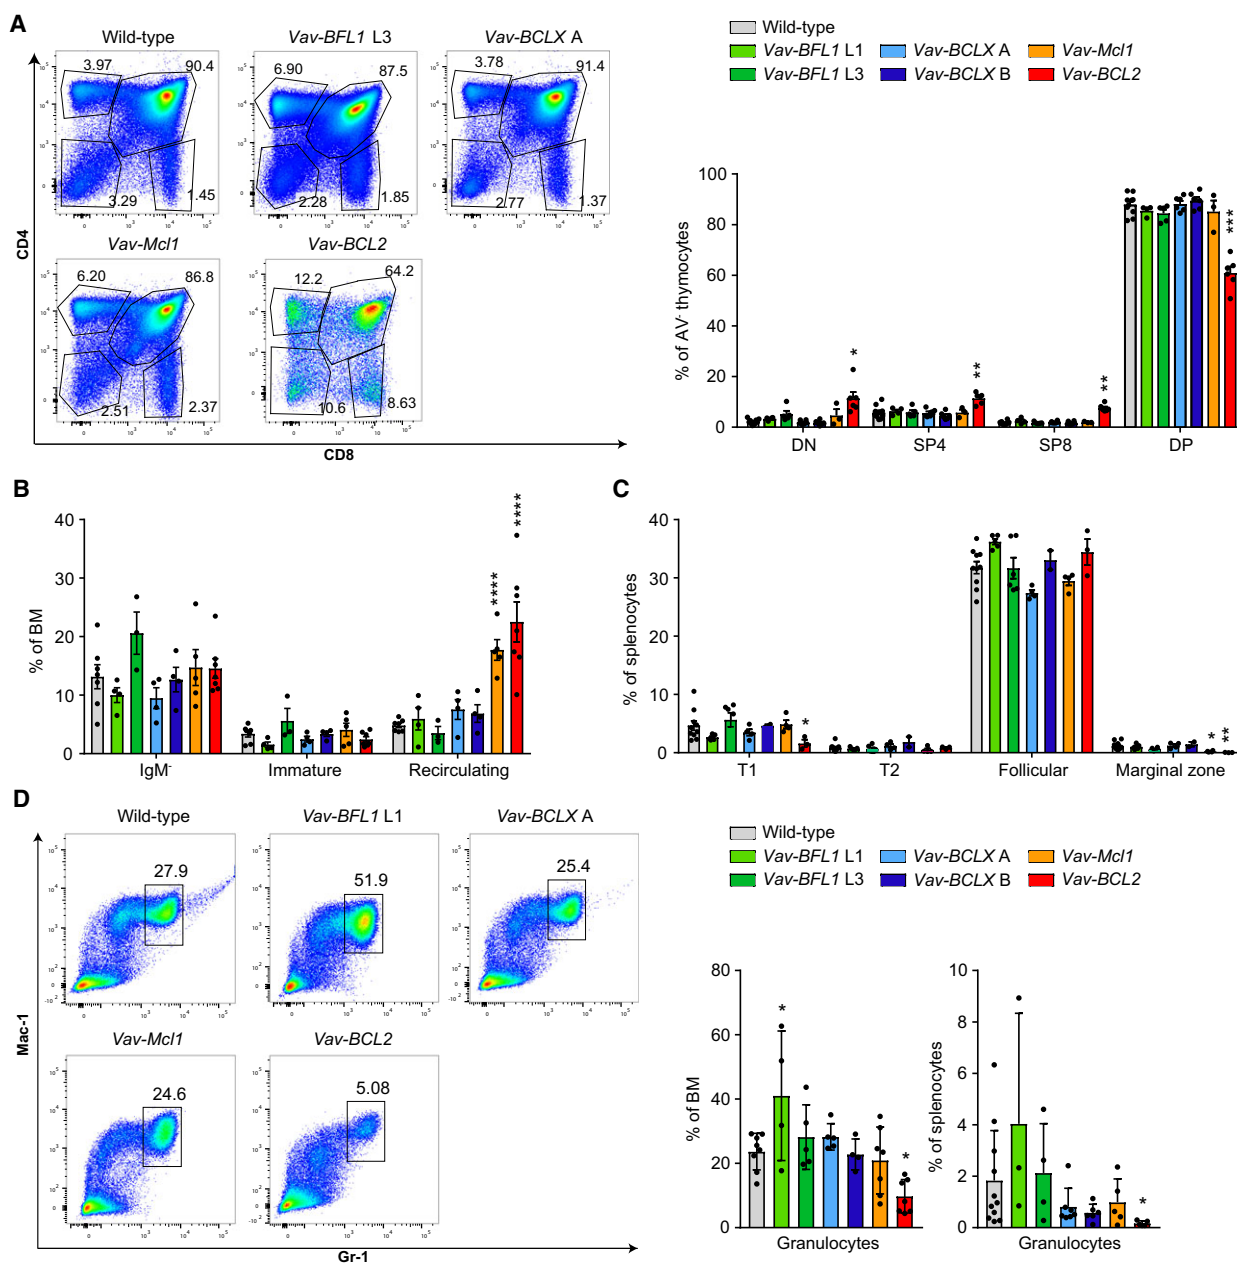 A
Wild-type
Vav-BFL1 L3
Vav-BCLX A
3.97
90.4
3.29
1.45
6.90
87.5
2.28
1.85
3.78
91.4
2.77
1.37
Vav-Mcl1
Vav-BCL2
6.20
86.8
2.51
2.37
12.2
64.2
10.6
8.63
CD4
CD8
Wild-type
Vav-BFL1 L1
Vav-BCLX A
Vav-Mcl1
Vav-BFL1 L3
Vav-BCLX B
Vav-BCL2
% of AV- thymocytes
100
80
60
40
20
0
*
**
**
***
DN
SP4
SP8
DP
B
% of BM
40
30
20
10
0
****
****
IgM-
Immature
Recirculating
C
% of splenocytes
40
30
20
10
0
*
*
**
T1
T2
Follicular
Marginal zone
D
Wild-type
Vav-BFL1 L1
Vav-BCLX A
27.9
51.9
25.4
Vav-Mcl1
Vav-BCL2
24.6
5.08
Mac-1
Gr-1
Wild-type
Vav-BFL1 L1
Vav-BCLX A
Vav-Mcl1
Vav-BFL1 L3
Vav-BCLX B
Vav-BCL2
% of BM
80
60
40
20
0
*
*
Granulocytes
% of splenocytes
10
8
6
4
2
0
*
Granulocytes